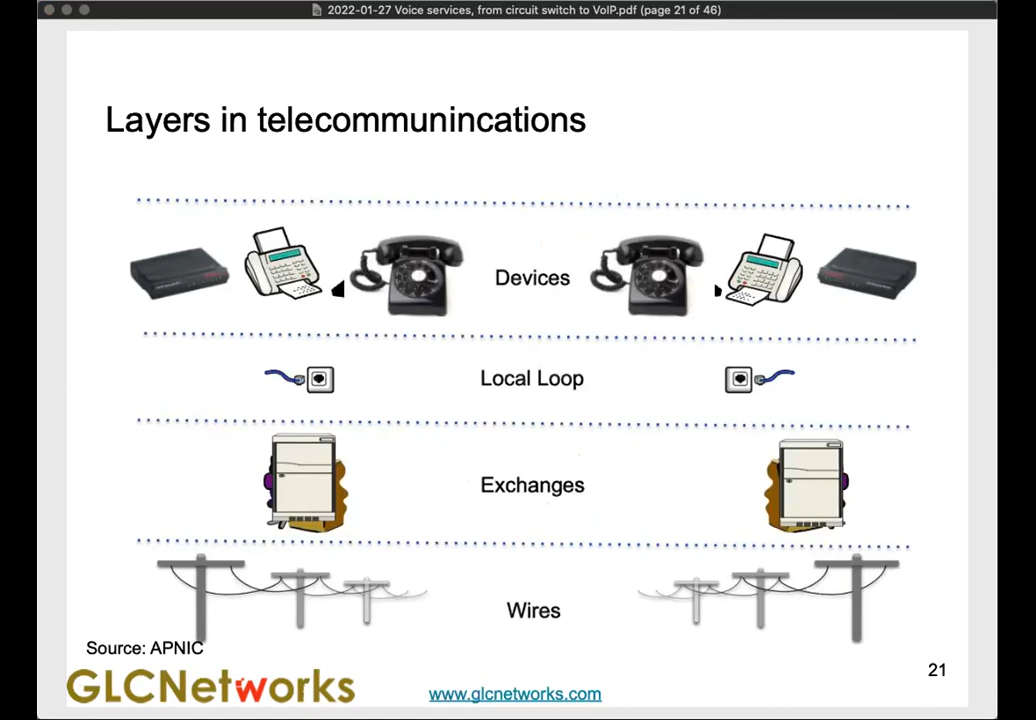 2022-01-27 Voice services, from circuit switch to VoIP.pdf (page 21 of 46)
Layers in telecommunincations
Devices
Local Loop
Exchanges
Wires
Source: APNIC
GLCNetworks
www.glcnetworks.com
21